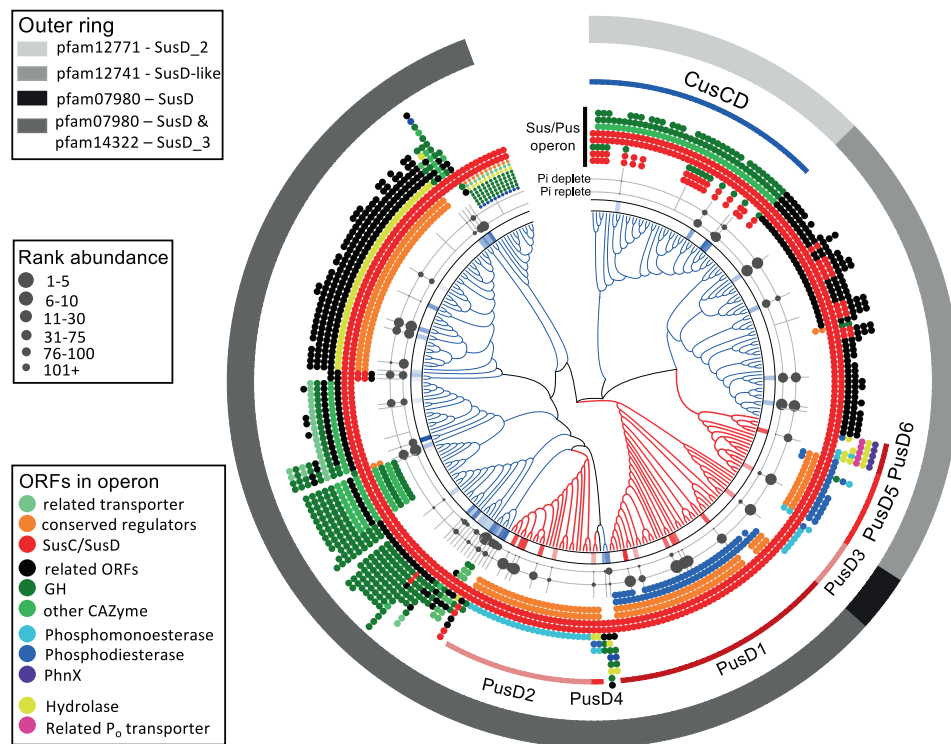 Outer ring
pfam12771 - SusD_2
pfam12741 - SusD-like
pfam07980 – SusD
pfam07980 – SusD &
pfam14322 – SusD_3
Rank abundance
1-5
6-10
11-30
31-75
76-100
101+
ORFs in operon
related transporter
conserved regulators
SusC/SusD
related ORFs
GH
other CAZyme
Phosphomonoesterase
Phosphodiesterase
PhnX
Hydrolase
Related Po transporter
CusCD
Sus/Pus
operon
Pi deplete
Pi replete
PusD6
PusD5
PusD3
PusD1
PusD4
PusD2